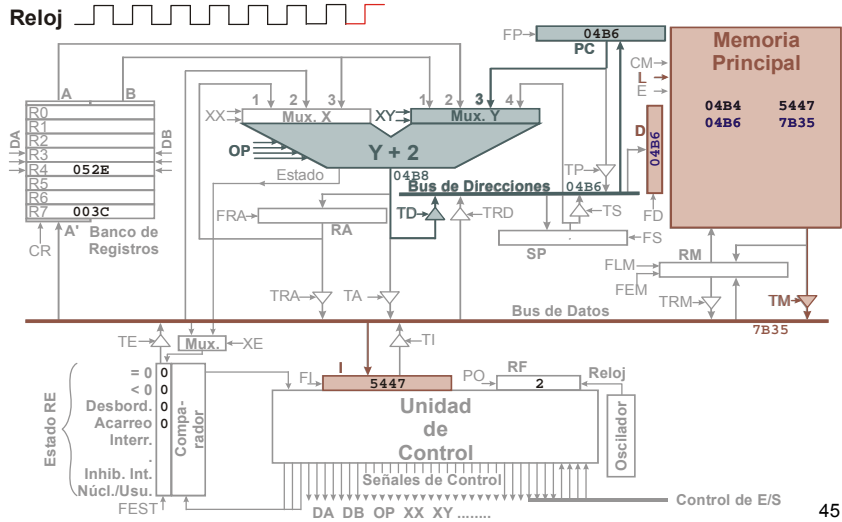 Reloj
FP
04B6
PC
Memoria
Principal
CM
L
E
04B4 5447
04B6 7B35
A B
1 2 3 1 2 3 4
XX Mux. X XY Mux. Y
R0
R1
R2
R3
R4 052E
R5
R6
R7 003C
DA
DB
A'
Banco de
Registros
CR
OP
Y + 2
Estado
04B8
D
04B6
FD
TP
Bus de Direcciones 04B6
FRA
RA
TD
TRD
TS
FS
SP
.
RM
FLM
FEM
TRA
TA
TRM
TM
Bus de Datos
7B35
TE
Mux.
XE
TI
I
FI
5447
PO
RF
2
Reloj
Oscilador
Estado RE
= 0 0
< 0 0
Desbord. 0
Acarreo 0
Interr.
.
Inhib. Int.
Núcl./Usu.
FEST
Compa-
rador
Unidad
de
Control
Señales de Control
DA DB OP XX XY ........
Control de E/S
45